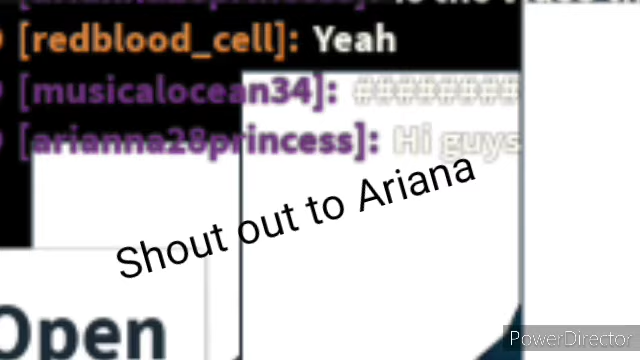 [redblood_cell]: Yeah
[musicalocean34]: ########
[arianna28princess]: Hi guys
Shout out to Ariana
Open
PowerDirector